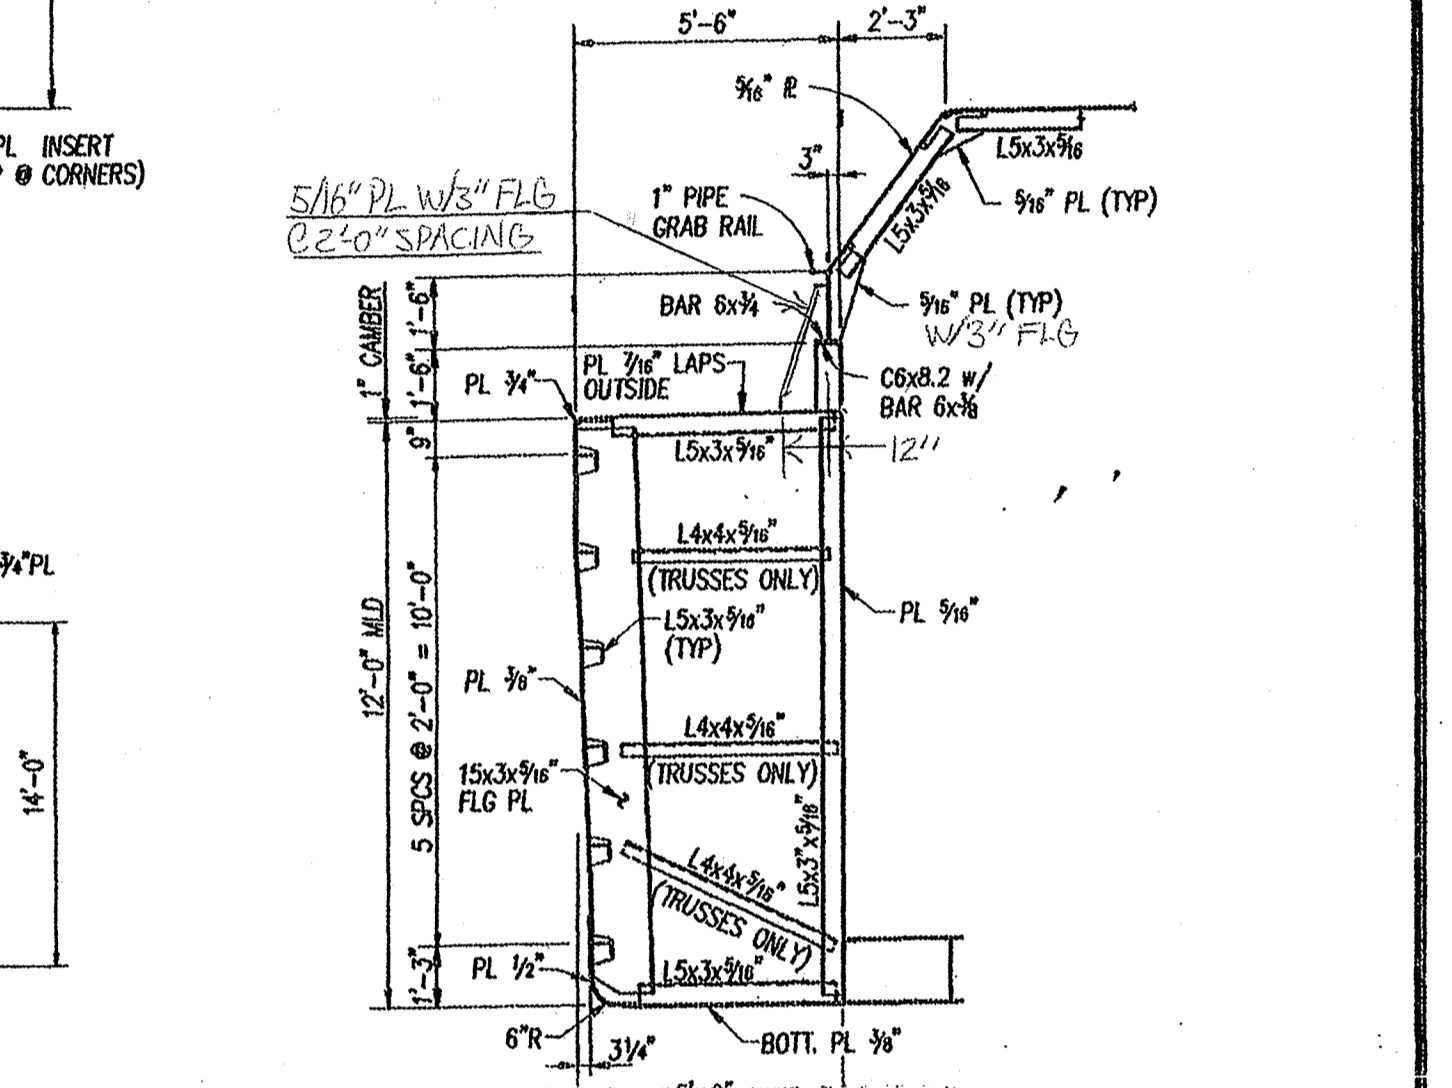 5'-6"
2'-3"
5/16" PL
PL INSERT
@ CORNERS)
3"
L5x3x5/16
5/16" PL (TYP)
L5x3x5/16
5/16" PL W/3" FLG
@ 2'-0" SPACING
1" PIPE
GRAB RAIL
1" CAMBER
1'-6"
BAR 6x3/4
5/16" PL (TYP)
W/3" FLG
1'-6"
PL 3/4"
PL 7/16" LAPS
OUTSIDE
C6x8.2 W/
BAR 6x3/8
9"
L5x3x5/16"
12"
L4x4x5/16"
(TRUSSES ONLY)
3/4" PL
12'-0" MLD
5 SPCS @ 2'-0" = 10'-0"
L5x3x5/16"
(TYP)
PL 5/16"
PL 3/8"
L4x4x5/16"
(TRUSSES ONLY)
14'-0"
15x3x5/16"
FLG PL
L5x3"x5/16"
L4x4x5/16"
(TRUSSES ONLY)
1'-3"
PL 1/2"
L5x3x5/16"
6"R
3 1/4"
BOTT. PL 3/8"